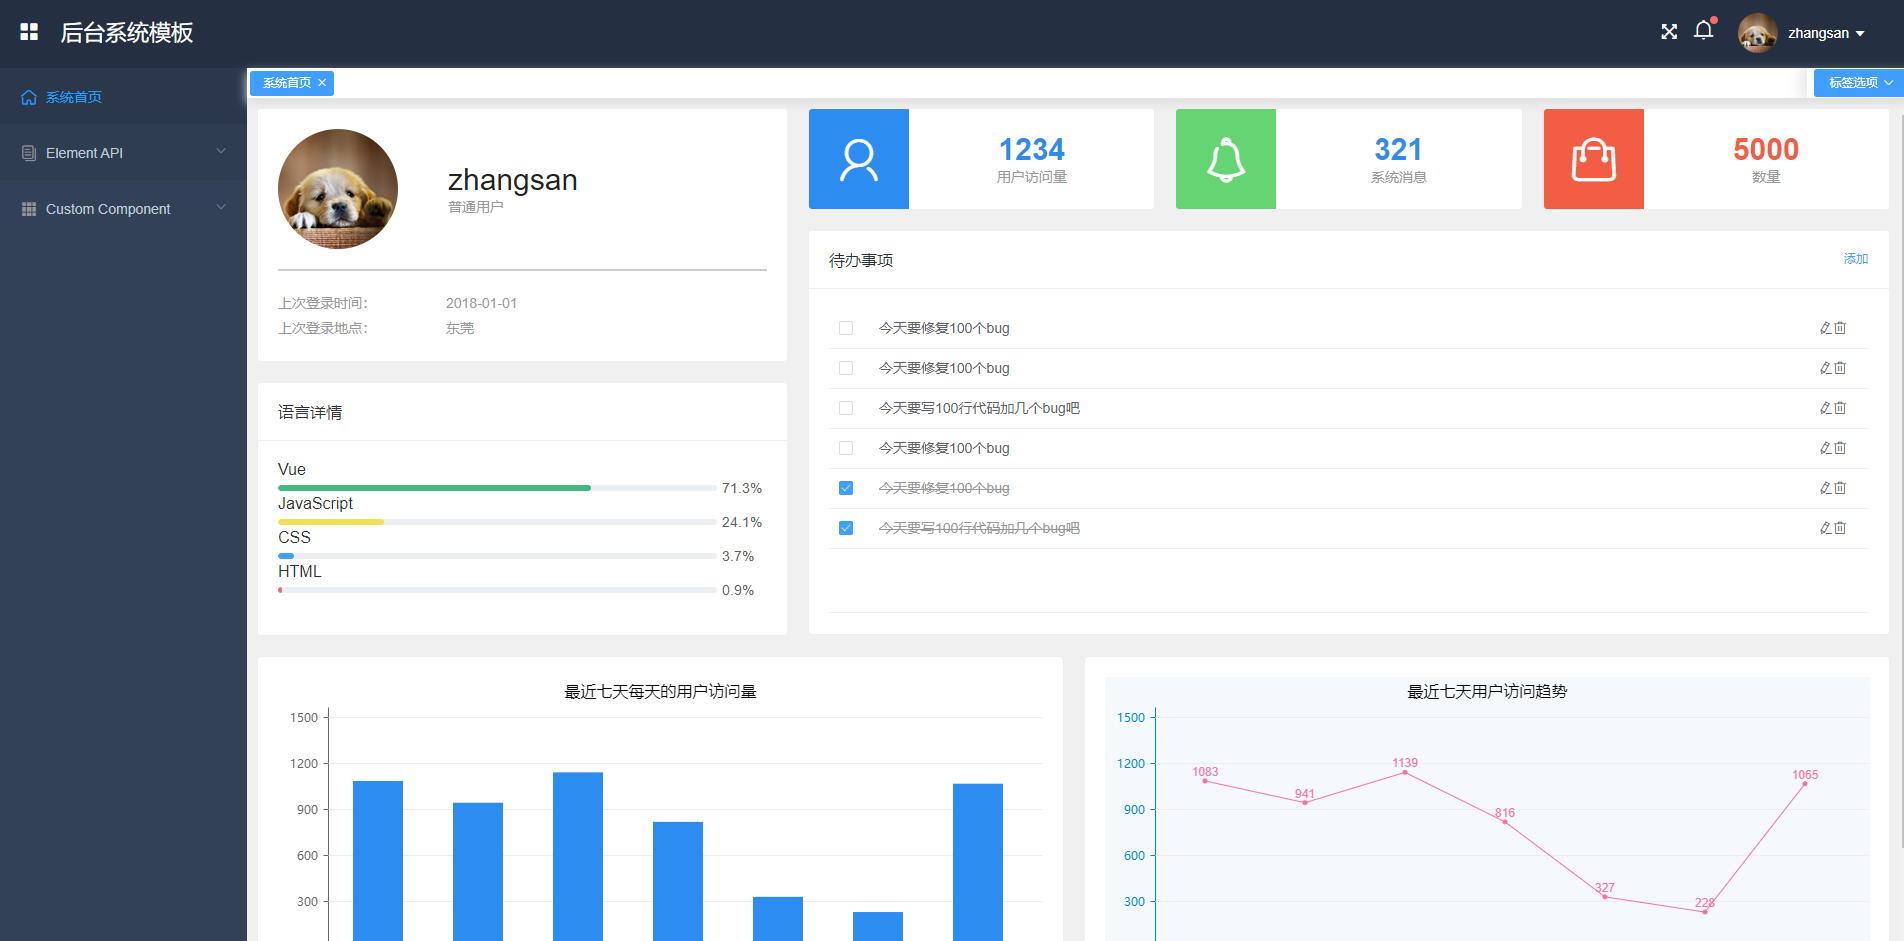 后台系统模板
zhangsan
系统首页
Element API
Custom Component
系统首页
标签选项
zhangsan
普通用户
上次登录时间：
2018-01-01
上次登录地点：
东莞
1234
用户访问量
321
系统消息
5000
数量
语言详情
Vue
71.3%
JavaScript
24.1%
CSS
3.7%
HTML
0.9%
待办事项
添加
今天要修复100个bug
今天要修复100个bug
今天要写100行代码加几个bug吧
今天要修复100个bug
今天要修复100个bug
今天要写100行代码加几个bug吧
最近七天每天的用户访问量
1500
1200
900
600
300
最近七天用户访问趋势
1500
1200
900
600
300
1083
941
1139
816
327
228
1065